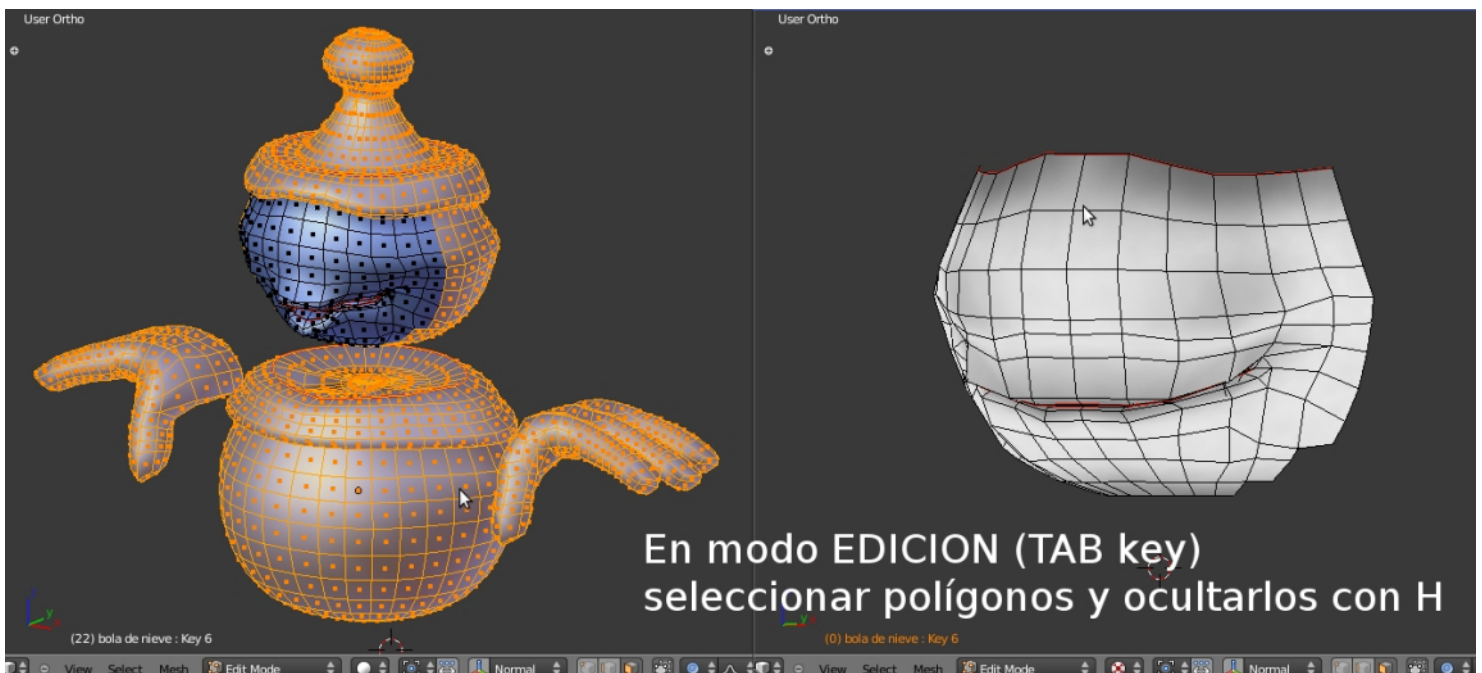 User Ortho
User Ortho
En modo EDICION (TAB key)
seleccionar polígonos y ocultarlos con H
(22) bola de nieve : Key 6
(0) bola de nieve : Key 6
View Select Mesh Edit Mode Normal
View Select Mesh Edit Mode Normal